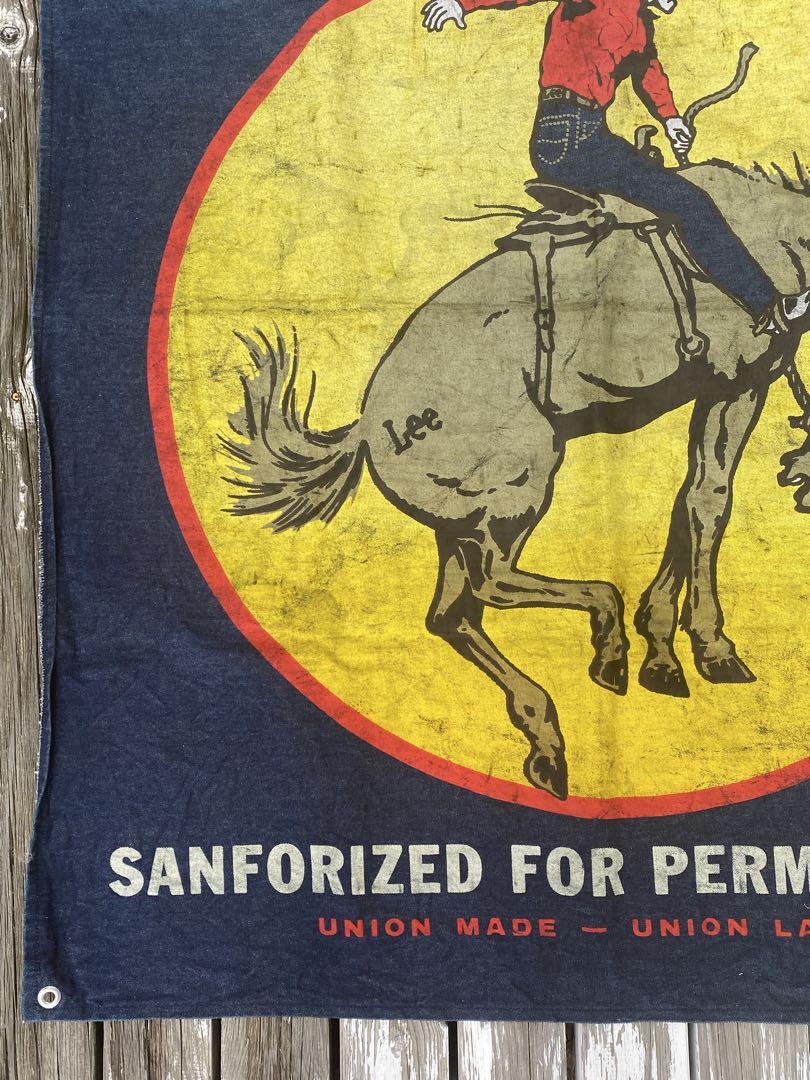 Lee
SANFORIZED FOR PERM
UNION MADE — UNION LA